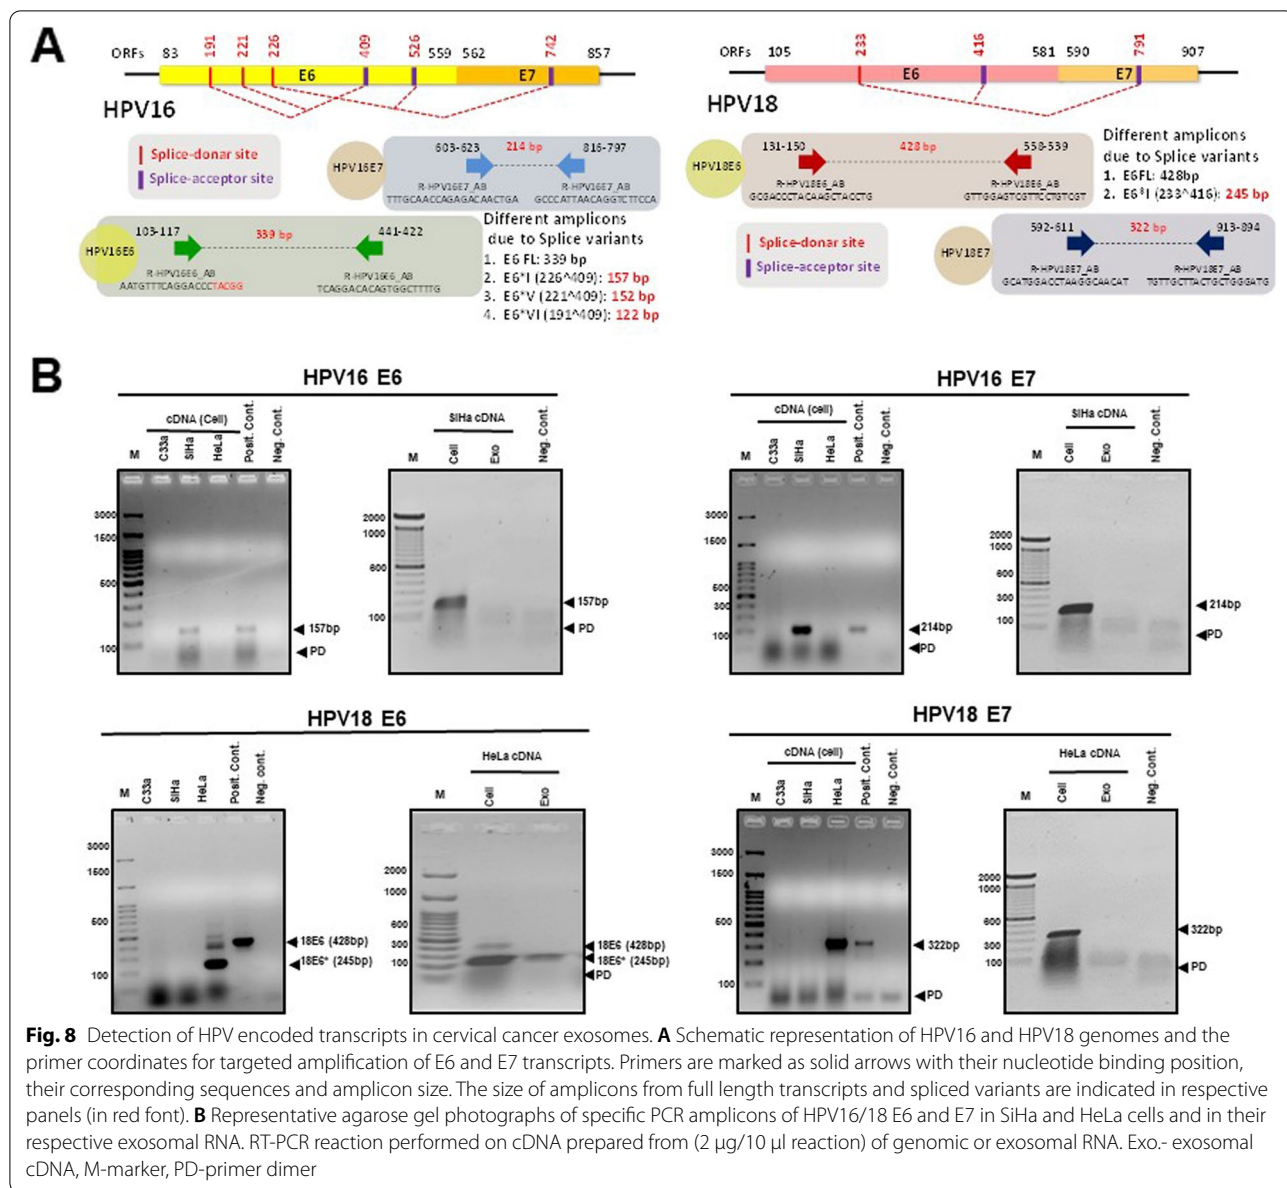 A
ORFs 83 191 221 226 409 526 559 562 742 857
E6 E7
HPV16
Splice-donar site
Splice-acceptor site
HPV16E7
603-623 214 bp 816-797
R-HPV16E7_AB R-HPV16E7_AB
TTTGCAACCAGAGACAACTGA GCCCATTAACAGGTCTTCCA
HPV16E6
103-117 339 bp 441-422
R-HPV16E6_AB R-HPV16E6_AB
AATGTTTCAGGACCCTACGG TCAGGACACAGTGGCTTTTG
Different amplicons
due to Splice variants
1. E6 FL: 339 bp
2. E6*I (226^409): 157 bp
3. E6*V (221^409): 152 bp
4. E6*VI (191^409): 122 bp
ORFs 105 233 416 581 590 791 907
E6 E7
HPV18
HPV18E6
131-150 428 bp 558-539
R-HPV18E6_AB R-HPV18E6_AB
GCGACCCTACAAGCTACCTG GTTGGAGTCGTTCCTGTCGT
Different amplicons
due to Splice variants
1. E6FL: 428bp
2. E6*I (233^416): 245 bp
Splice-donar site
Splice-acceptor site
HPV18E7
592-611 322 bp 913-894
R-HPV18E7_AB R-HPV18E7_AB
GCATGGACCTAAGGCAACAT TGTTGCTTACTGCTGGGATG
B
HPV16 E6
cDNA (Cell)
M C33a SiHa HeLa Posit. Cont. Neg. Cont.
3000
1500
500
100
157bp
PD
SiHa cDNA
M Cell Exo Neg. Cont.
2000
1000
600
100
157bp
PD
HPV16 E7
cDNA (cell)
M C33a SiHa HeLa Posit. Cont. Neg. Cont.
3000
1500
500
300
100
214bp
PD
SiHa cDNA
M Cell Exo Neg. Cont.
2000
1000
600
300
100
214bp
PD
HPV18 E6
M C33a SiHa HeLa Posit. Cont. Neg. cont.
3000
1500
500
100
18E6 (428bp)
18E6* (245bp)
HeLa cDNA
M Cell Exo
2000
1000
600
300
100
18E6 (428bp)
18E6* (245bp)
PD
HPV18 E7
cDNA (cell)
M C33a SiHa HeLa Posit. Cont. Neg. Cont.
3000
1500
500
100
322bp
PD
HeLa cDNA
M Cell Exo Neg. Cont.
2000
1000
600
300
100
322bp
PD
Fig. 8 Detection of HPV encoded transcripts in cervical cancer exosomes. A Schematic representation of HPV16 and HPV18 genomes and the
primer coordinates for targeted amplification of E6 and E7 transcripts. Primers are marked as solid arrows with their nucleotide binding position,
their corresponding sequences and amplicon size. The size of amplicons from full length transcripts and spliced variants are indicated in respective
panels (in red font). B Representative agarose gel photographs of specific PCR amplicons of HPV16/18 E6 and E7 in SiHa and HeLa cells and in their
respective exosomal RNA. RT-PCR reaction performed on cDNA prepared from (2 µg/10 µl reaction) of genomic or exosomal RNA. Exo.- exosomal
cDNA, M-marker, PD-primer dimer